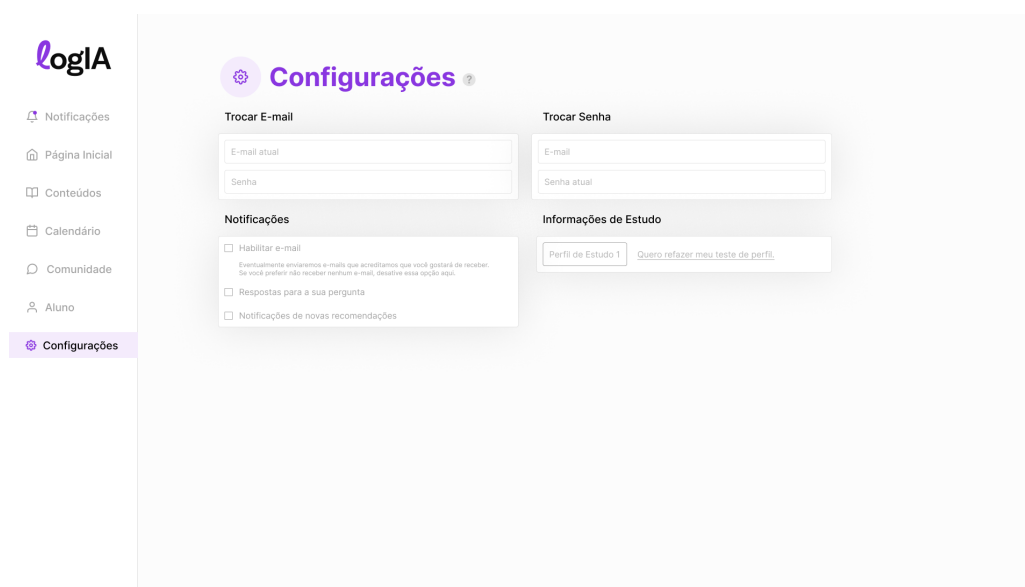 logIA
Notificações
Página Inicial
Conteúdos
Calendário
Comunidade
Aluno
Configurações
Configurações ?
Trocar E-mail
E-mail atual
Senha
Trocar Senha
E-mail
Senha atual
Notificações
Habilitar e-mail
Eventualmente enviaremos e-mails que acreditamos que você gostará de receber.
Se você preferir não receber nenhum e-mail, desative essa opção aqui.
Respostas para a sua pergunta
Notificações de novas recomendações
Informações de Estudo
Perfil de Estudo 1 Quero refazer meu teste de perfil.